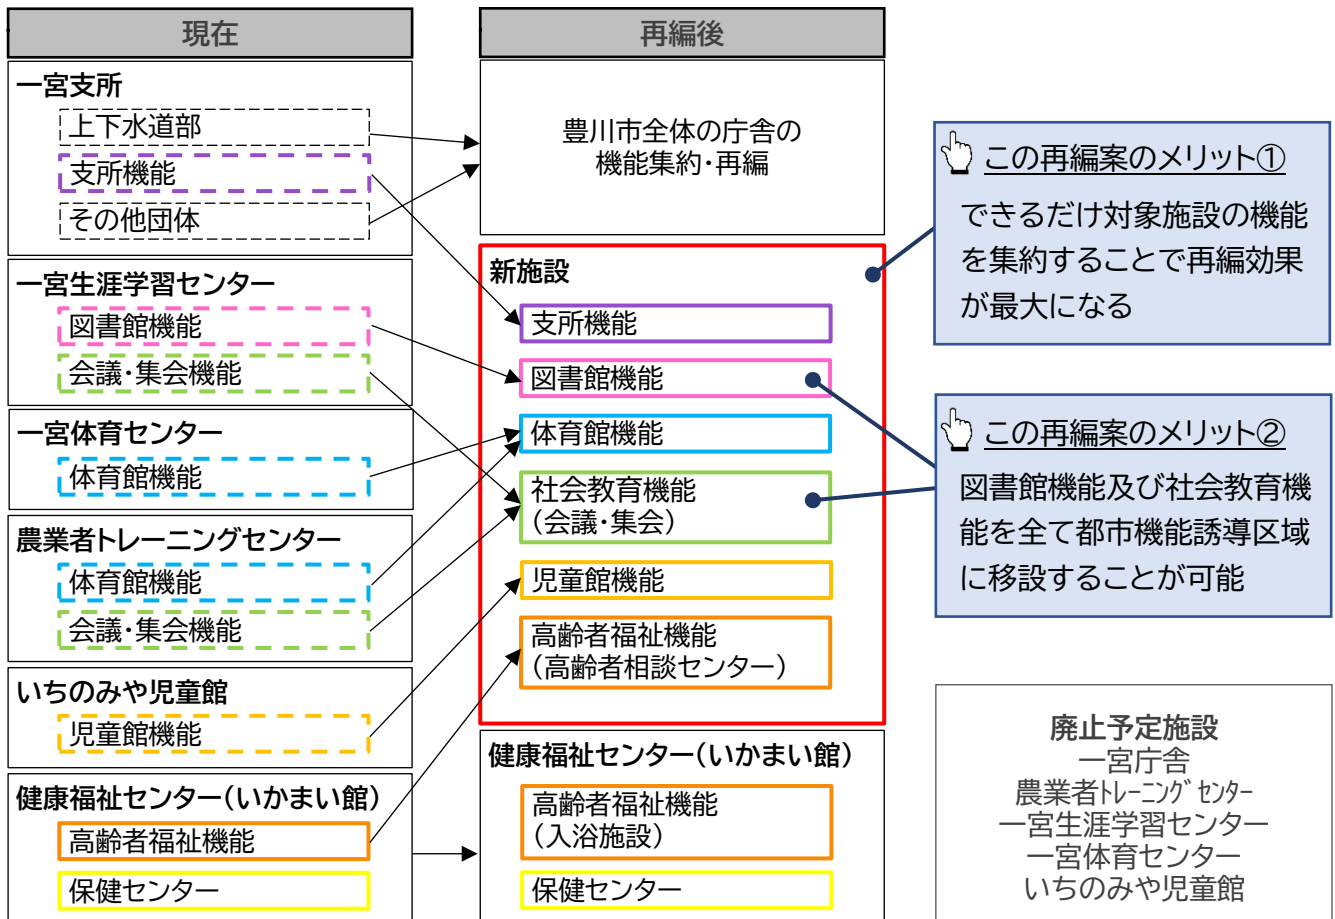 現在
一宮支所
上下水道部
支所機能
その他団体
一宮生涯学習センター
図書館機能
会議・集会機能
一宮体育センター
体育館機能
農業者トレーニングセンター
体育館機能
会議・集会機能
いちのみや児童館
児童館機能
健康福祉センター(いかまい館)
高齢者福祉機能
保健センター
再編後
豊川市全体の庁舎の
機能集約・再編
新施設
支所機能
図書館機能
体育館機能
社会教育機能
(会議・集会)
児童館機能
高齢者福祉機能
(高齢者相談センター)
健康福祉センター(いかまい館)
高齢者福祉機能
(入浴施設)
保健センター
この再編案のメリット①
できるだけ対象施設の機能
を集約することで再編効果
が最大になる
この再編案のメリット②
図書館機能及び社会教育機
能を全て都市機能誘導区域
に移設することが可能
廃止予定施設
一宮庁舎
農業者ﾄﾚｰﾆﾝｸﾞｾﾝﾀｰ
一宮生涯学習センター
一宮体育センター
いちのみや児童館